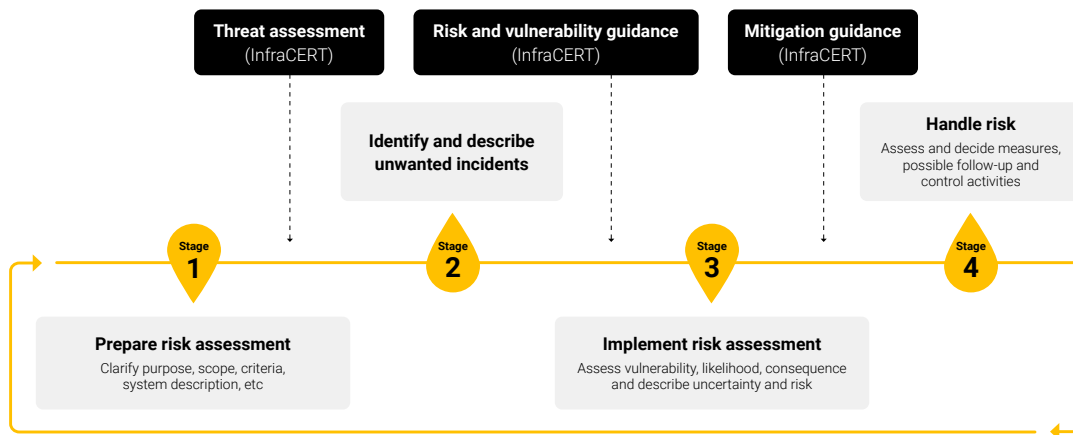 Threat assessment
(InfraCERT)
Risk and vulnerability guidance
(InfraCERT)
Mitigation guidance
(InfraCERT)
Identify and describe
unwanted incidents
Handle risk
Assess and decide measures,
possible follow-up and
control activities
Stage
1
Stage
2
Stage
3
Stage
4
Prepare risk assessment
Clarify purpose, scope, criteria,
system description, etc
Implement risk assessment
Assess vulnerability, likelihood, consequence
and describe uncertainty and risk